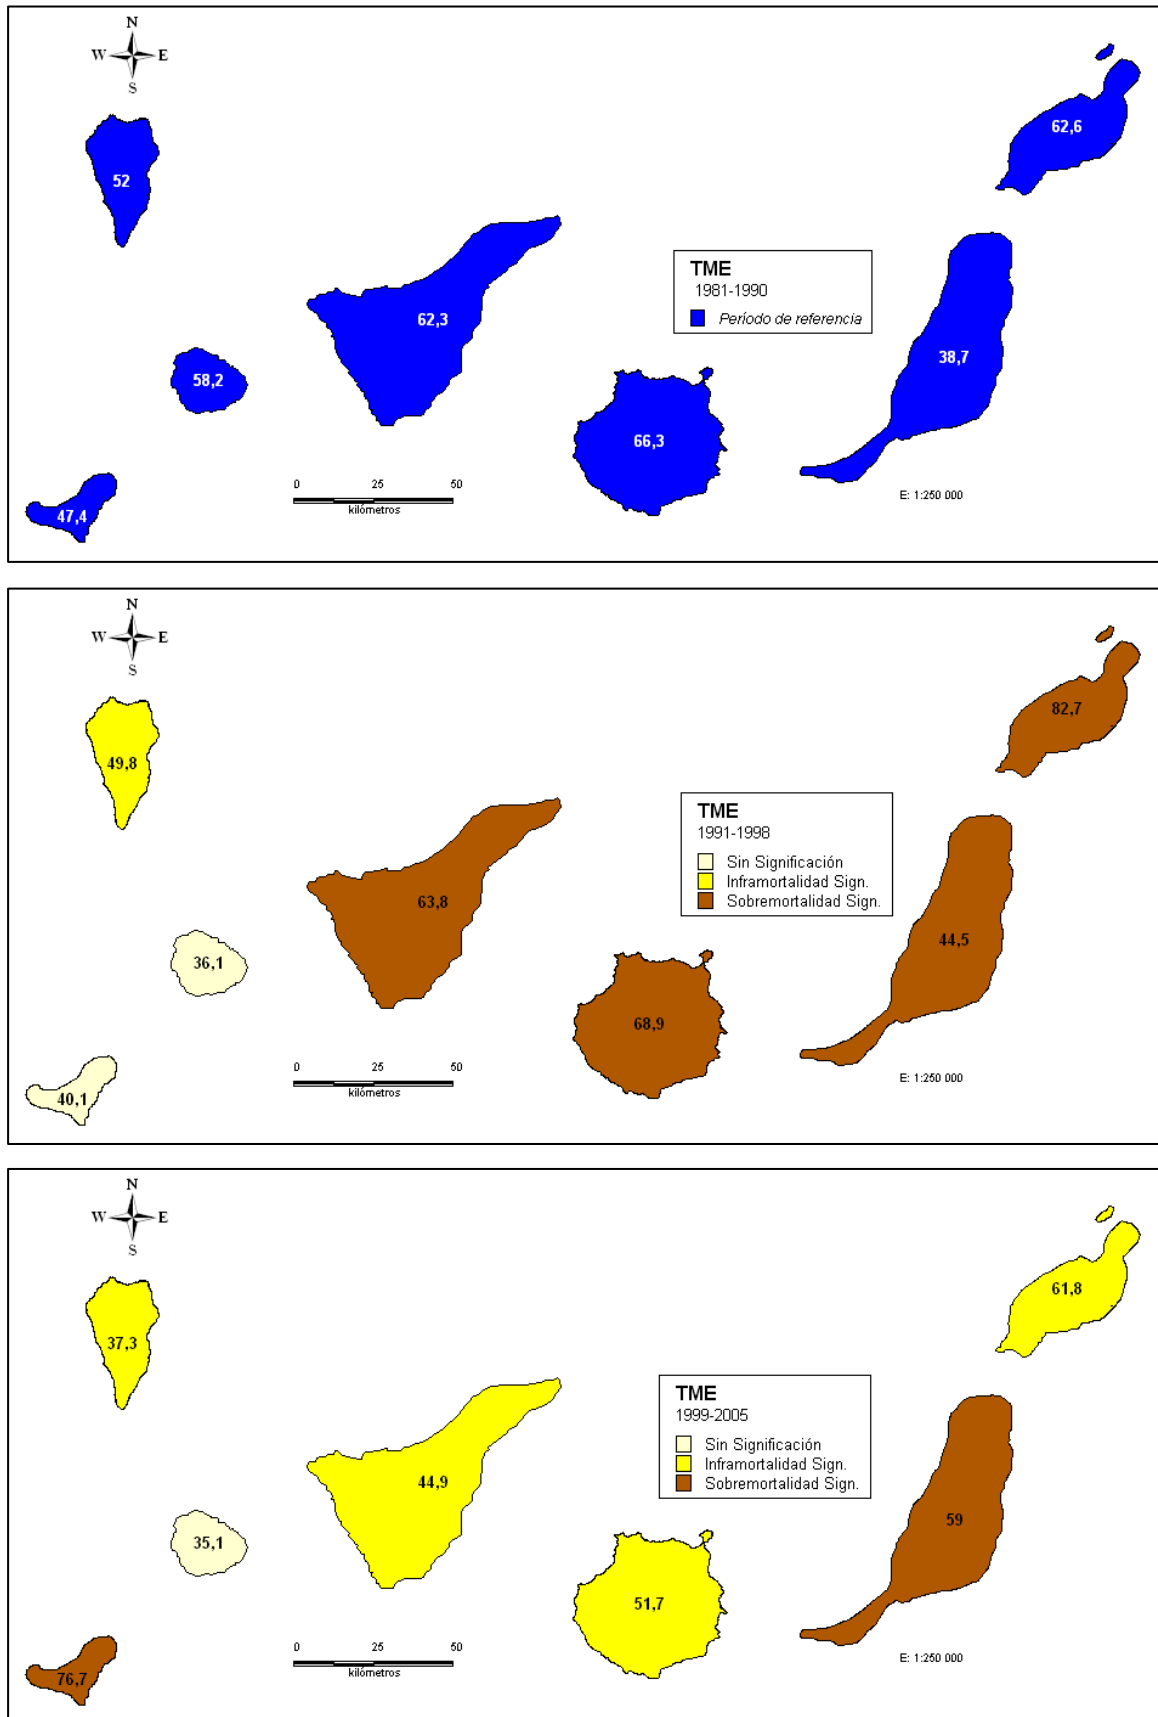 N
W E
S
62,6
52
62,3
TME
1981-1990
Período de referencia
38,7
58,2
66,3
47,4
0 25 50
kilómetros
E: 1:250 000
N
W E
S
82,7
49,8
63,8
TME
1991-1998
Sin Significación
Inframortalidad Sign.
Sobremortalidad Sign.
44,5
36,1
68,9
40,1
0 25 50
kilómetros
E: 1:250 000
N
W E
S
61,8
37,3
44,9
TME
1999-2005
Sin Significación
Inframortalidad Sign.
Sobremortalidad Sign.
59
35,1
51,7
76,7
0 25 50
kilómetros
E: 1:250 000